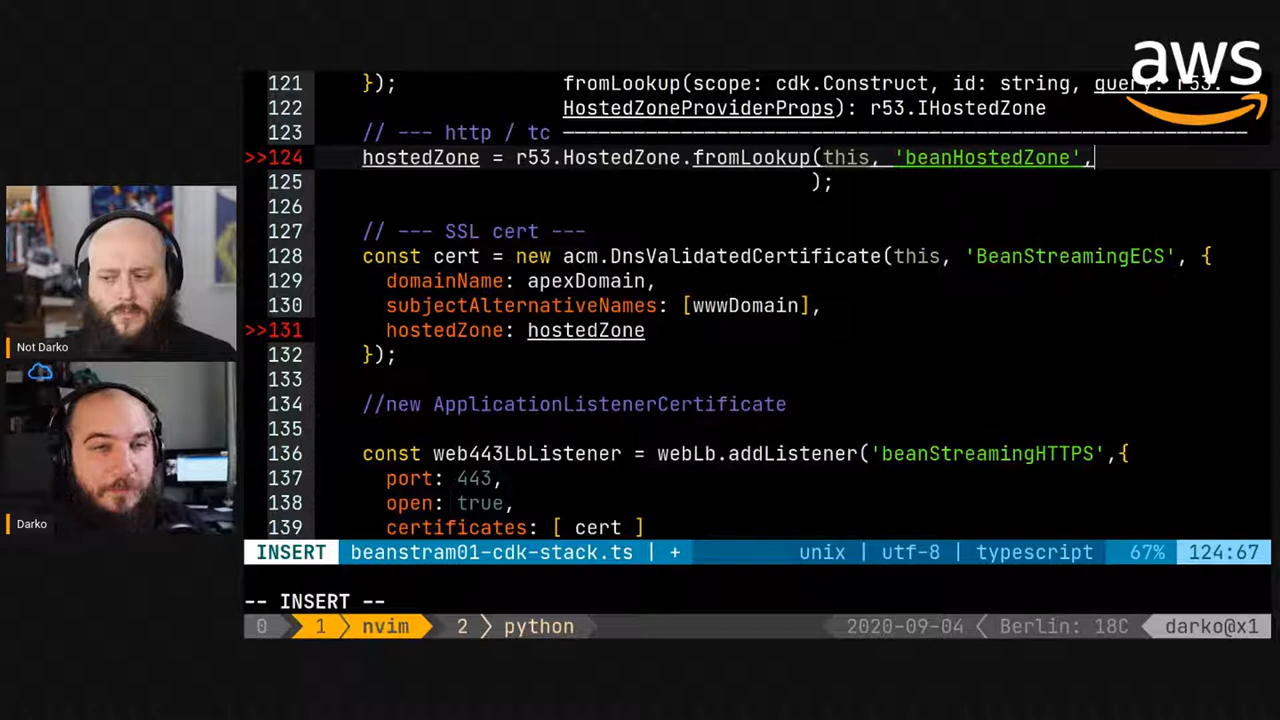 aws
121 }); fromLookup(scope: cdk.Construct, id: string, query: r53.
122 HostedZoneProviderProps): r53.IHostedZone
123 // --- http / tc ──────────
>>124 hostedZone = r53.HostedZone.fromLookup(this, 'beanHostedZone',
125 );
126
127 // --- SSL cert ---
128 const cert = new acm.DnsValidatedCertificate(this, 'BeanStreamingECS', {
129 domainName: apexDomain,
130 subjectAlternativeNames: [wwwDomain],
>>131 hostedZone: hostedZone
132 });
133
134 //new ApplicationListenerCertificate
135
136 const web443LbListener = webLb.addListener('beanStreamingHTTPS',{
137 port: 443,
138 open: true,
139 certificates: [ cert ]
Not Darko
Darko
INSERT beanstram01-cdk-stack.ts | + unix | utf-8 | typescript 67% 124:67
-- INSERT --
0 1 nvim 2 python 2020-09-04 Berlin: 18C darko@x1